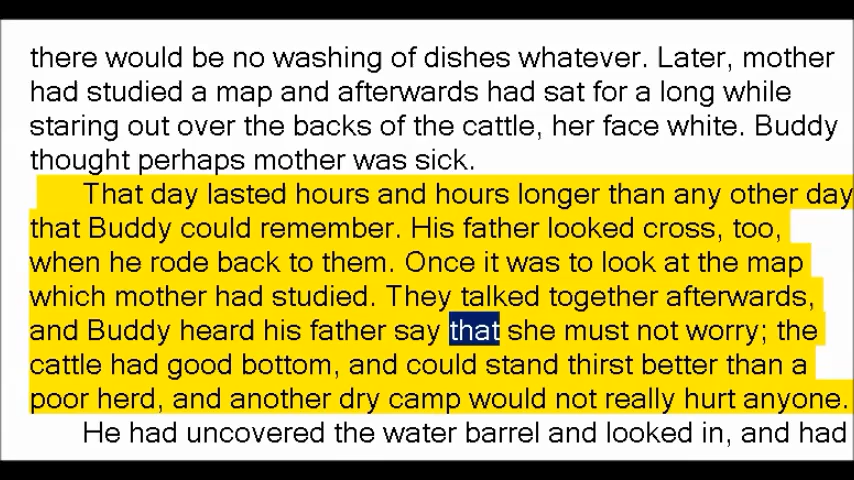 there would be no washing of dishes whatever. Later, mother
had studied a map and afterwards had sat for a long while
staring out over the backs of the cattle, her face white. Buddy
thought perhaps mother was sick.
That day lasted hours and hours longer than any other day
that Buddy could remember. His father looked cross, too,
when he rode back to them. Once it was to look at the map
which mother had studied. They talked together afterwards,
and Buddy heard his father say that she must not worry; the
cattle had good bottom, and could stand thirst better than a
poor herd, and another dry camp would not really hurt anyone.
He had uncovered the water barrel and looked in, and had